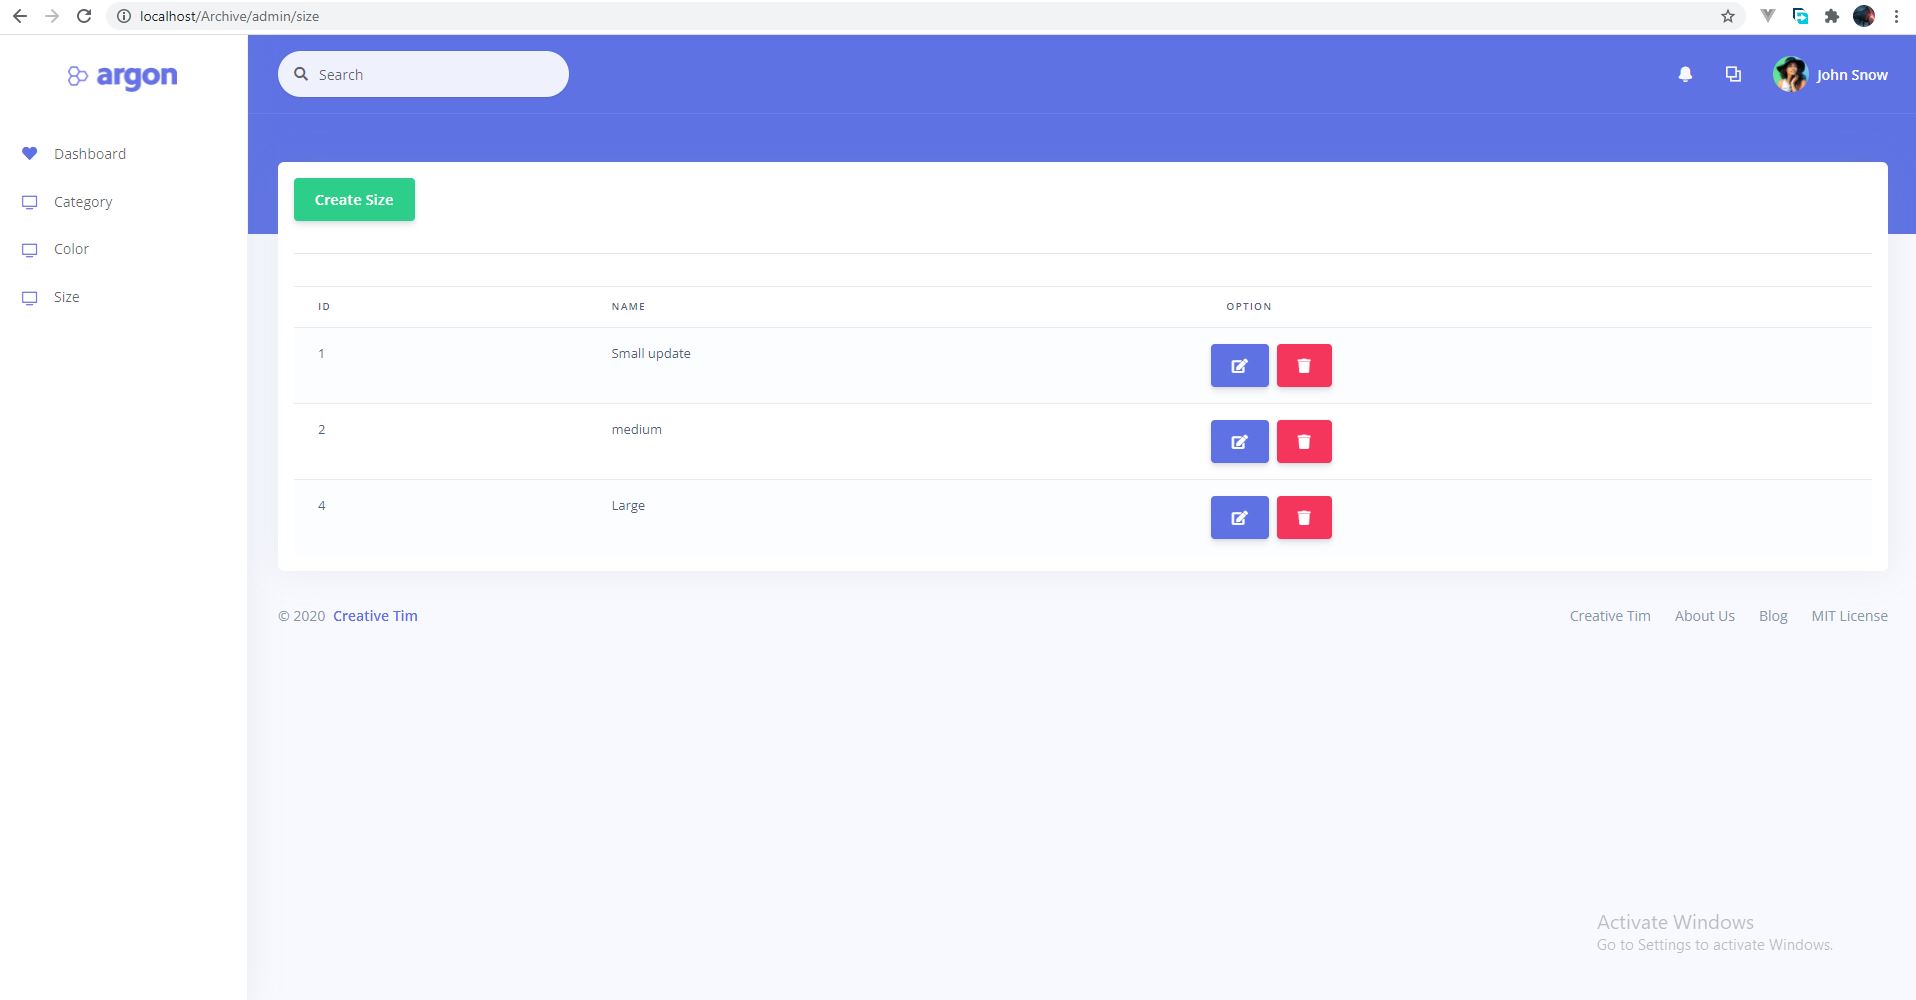 localhost/Archive/admin/size
argon
Search
John Snow
Dashboard
Category
Color
Size
Create Size
ID NAME OPTION
1 Small update
2 medium
4 Large
© 2020 Creative Tim
Creative Tim About Us Blog MIT License
Activate Windows
Go to Settings to activate Windows.